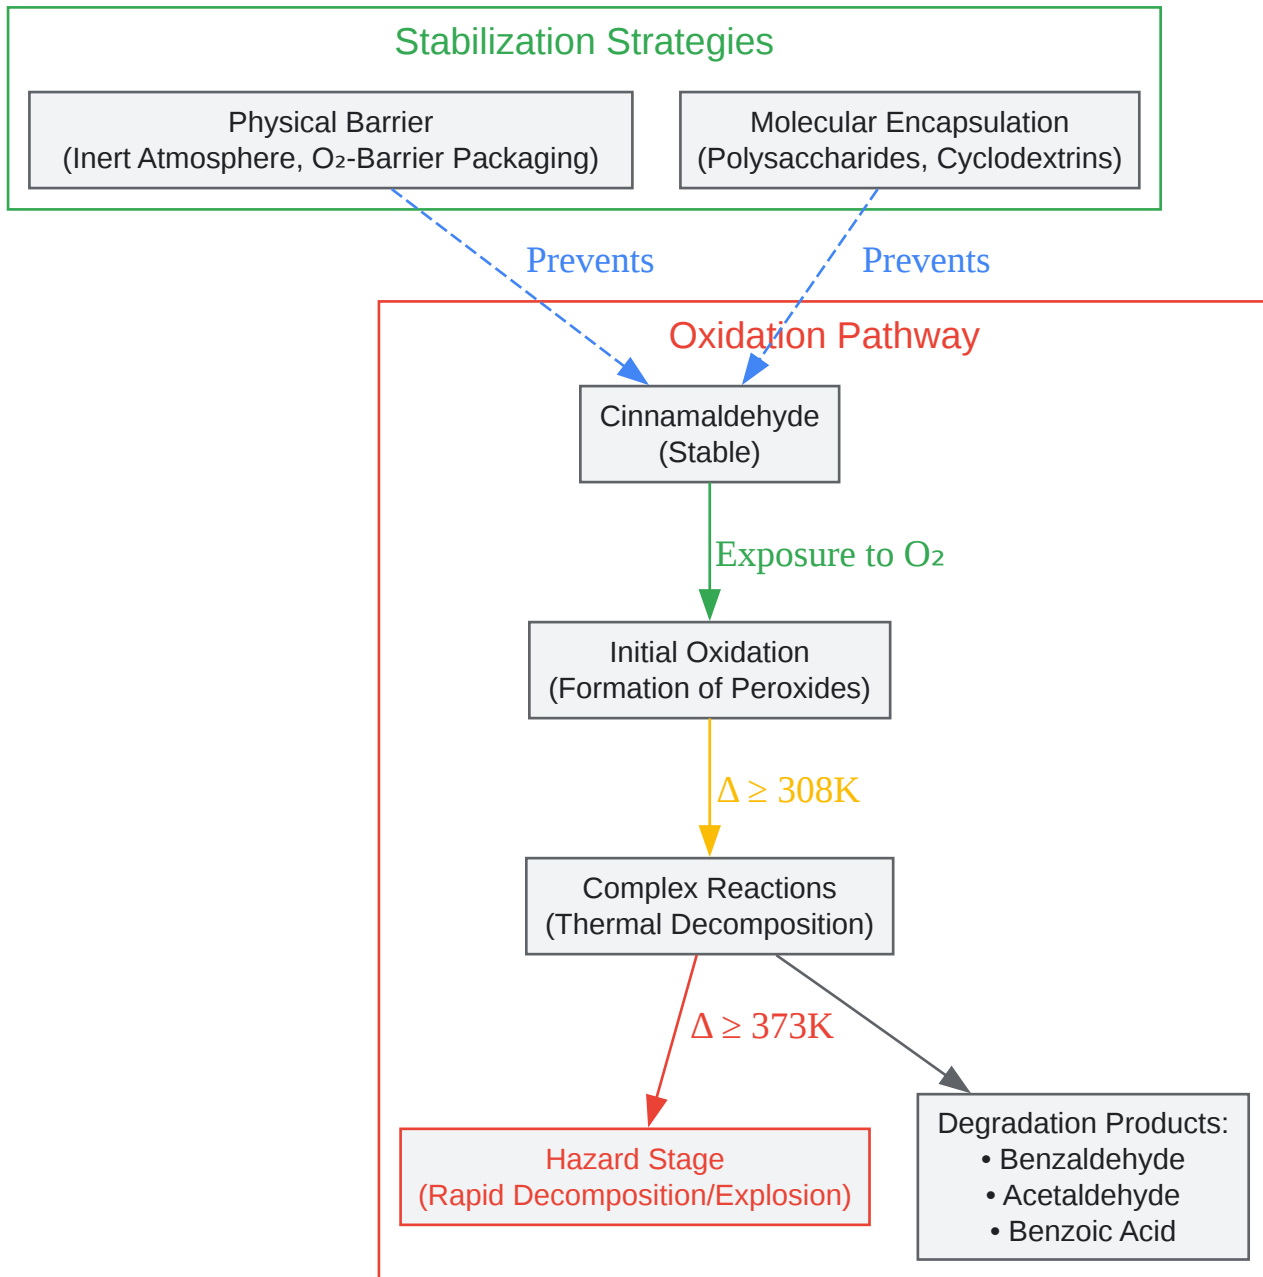 Stabilization Strategies
Physical Barrier
(Inert Atmosphere, O₂-Barrier Packaging)
Molecular Encapsulation
(Polysaccharides, Cyclodextrins)
Prevents
Prevents
Oxidation Pathway
Cinnamaldehyde
(Stable)
Exposure to O₂
Initial Oxidation
(Formation of Peroxides)
Δ ≥ 308K
Complex Reactions
(Thermal Decomposition)
Δ ≥ 373K
Hazard Stage
(Rapid Decomposition/Explosion)
Degradation Products:
• Benzaldehyde
• Acetaldehyde
• Benzoic Acid